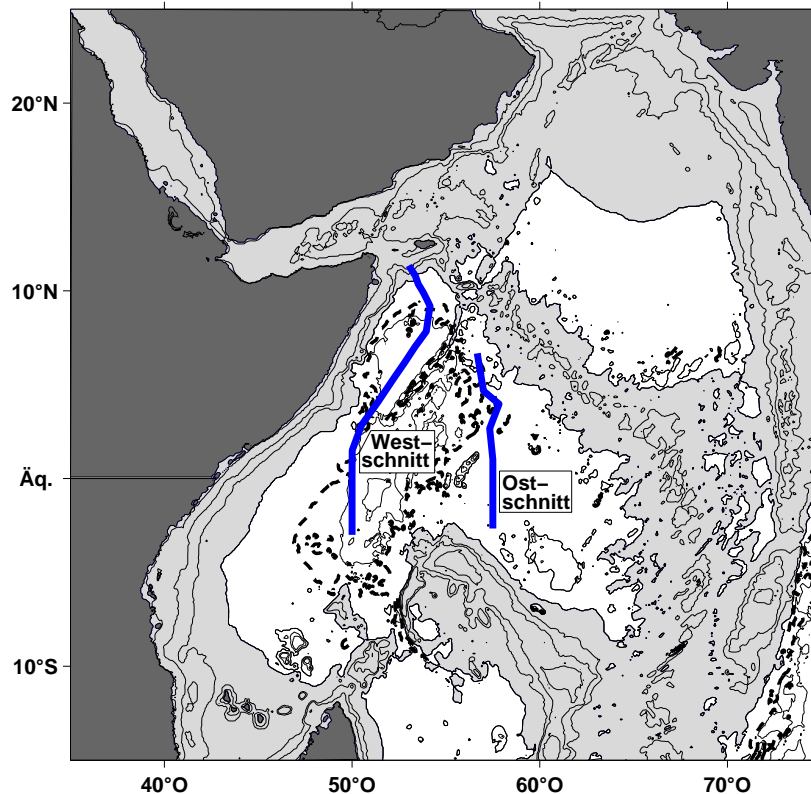 20°N
10°N
West–
schnitt
Äq.
Ost–
schnitt
10°S
40°O
50°O
60°O
70°O